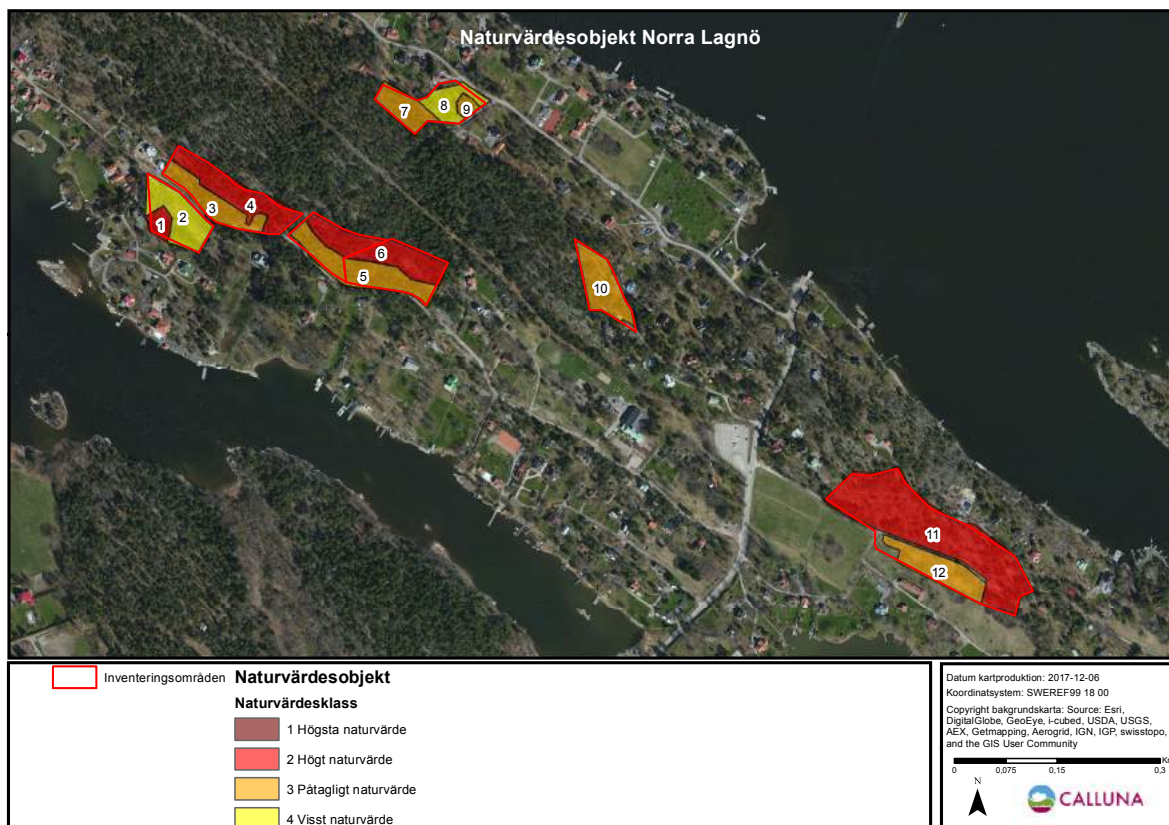 Naturvärdesobjekt Norra Lagnö
7
8
9
4
3
2
1
6
5
10
11
12
Inventeringsområden
Naturvärdesobjekt
Naturvärdesklass
1 Högsta naturvärde
2 Högt naturvärde
3 Påtagligt naturvärde
4 Visst naturvärde
Datum kartproduktion: 2017-12-06
Koordinatsystem: SWEREF99 18 00
Copyright bakgrundskarta: Source: Esri,
DigitalGlobe, GeoEye, i-cubed, USDA, USGS,
AEX, Getmapping, Aerogrid, IGN, IGP, swisstopo,
and the GIS User Community
0 0,075 0,15 0,3
N
CALLUNA